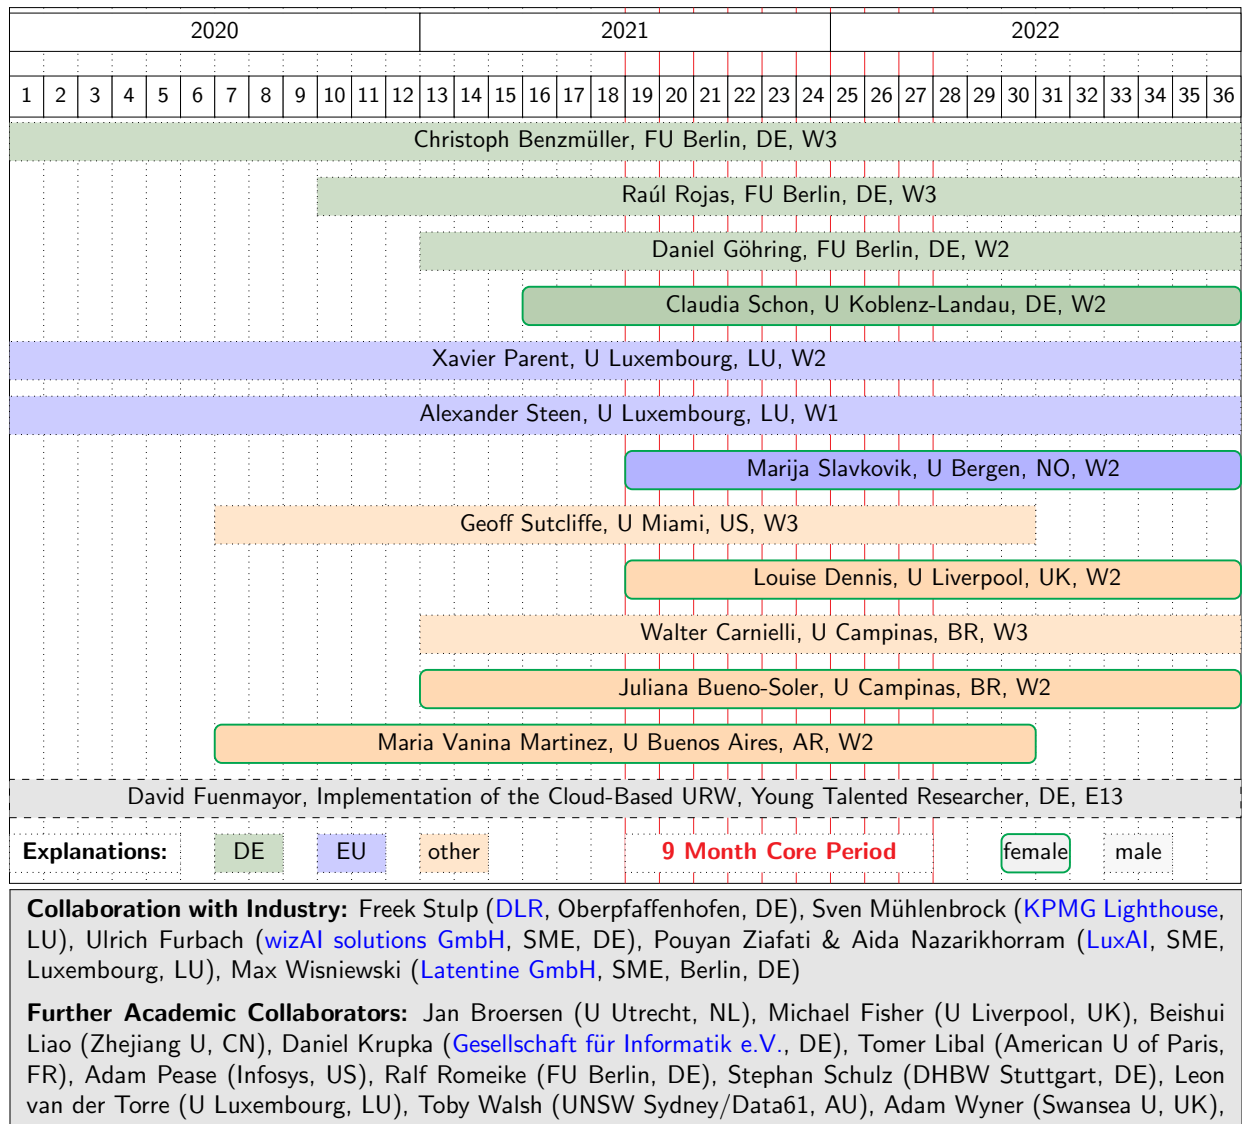 2020 2021 2022
1 2 3 4 5 6 7 8 9 10 11 12 13 14 15 16 17 18 19 20 21 22 23 24 25 26 27 28 29 30 31 32 33 34 35 36
Christoph Benzmüller, FU Berlin, DE, W3
Raúl Rojas, FU Berlin, DE, W3
Daniel Göhring, FU Berlin, DE, W2
Claudia Schon, U Koblenz-Landau, DE, W2
Xavier Parent, U Luxembourg, LU, W2
Alexander Steen, U Luxembourg, LU, W1
Marija Slavkovik, U Bergen, NO, W2
Geoff Sutcliffe, U Miami, US, W3
Louise Dennis, U Liverpool, UK, W2
Walter Carnielli, U Campinas, BR, W3
Juliana Bueno-Soler, U Campinas, BR, W2
Maria Vanina Martinez, U Buenos Aires, AR, W2
David Fuenmayor, Implementation of the Cloud-Based URW, Young Talented Researcher, DE, E13
Explanations: DE EU other 9 Month Core Period female male
Collaboration with Industry: Freek Stulp (DLR, Oberpfaffenhofen, DE), Sven Mühlenbrock (KPMG Lighthouse,
LU), Ulrich Furbach (wizAI solutions GmbH, SME, DE), Pouyan Ziafati & Aida Nazarikhorram (LuxAI, SME,
Luxembourg, LU), Max Wisniewski (Latentine GmbH, SME, Berlin, DE)
Further Academic Collaborators: Jan Broersen (U Utrecht, NL), Michael Fisher (U Liverpool, UK), Beishui
Liao (Zhejiang U, CN), Daniel Krupka (Gesellschaft für Informatik e.V., DE), Tomer Libal (American U of Paris,
FR), Adam Pease (Infosys, US), Ralf Romeike (FU Berlin, DE), Stephan Schulz (DHBW Stuttgart, DE), Leon
van der Torre (U Luxembourg, LU), Toby Walsh (UNSW Sydney/Data61, AU), Adam Wyner (Swansea U, UK),